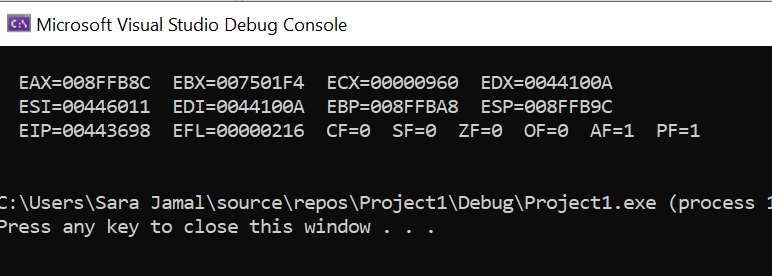 Microsoft Visual Studio Debug Console
EAX=008FFB8C EBX=007501F4 ECX=00000960 EDX=0044100A
ESI=00446011 EDI=0044100A EBP=008FFBA8 ESP=008FFB9C
EIP=00443698 EFL=00000216 CF=0 SF=0 ZF=0 OF=0 AF=1 PF=1
C:\Users\Sara Jamal\source\repos\Project1\Debug\Project1.exe (process 1
Press any key to close this window . . .